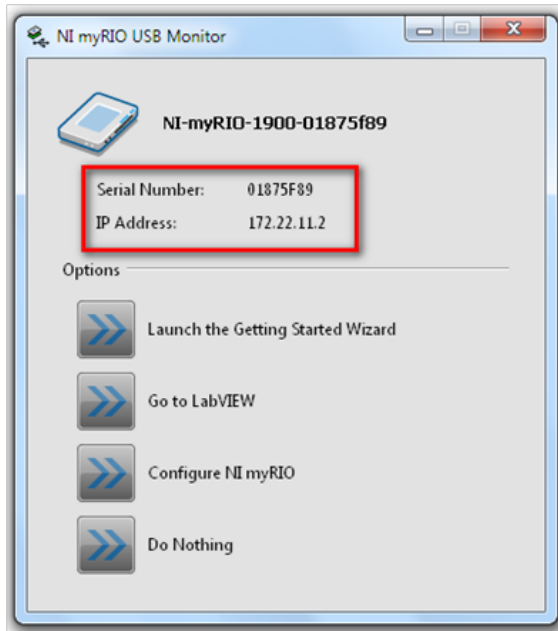 NI myRIO USB Monitor
NI-myRIO-1900-01875f89
Serial Number: 01875F89
IP Address: 172.22.11.2
Options
Launch the Getting Started Wizard
Go to LabVIEW
Configure NI myRIO
Do Nothing